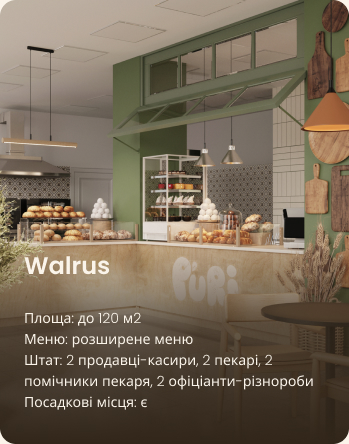 PüRi
Walrus
Площа: до 120 м2
Меню: розширене меню
Штат: 2 продавці-касири, 2 пекарі, 2
помічники пекаря, 2 офіціанти-різнороби
Посадкові місця: є